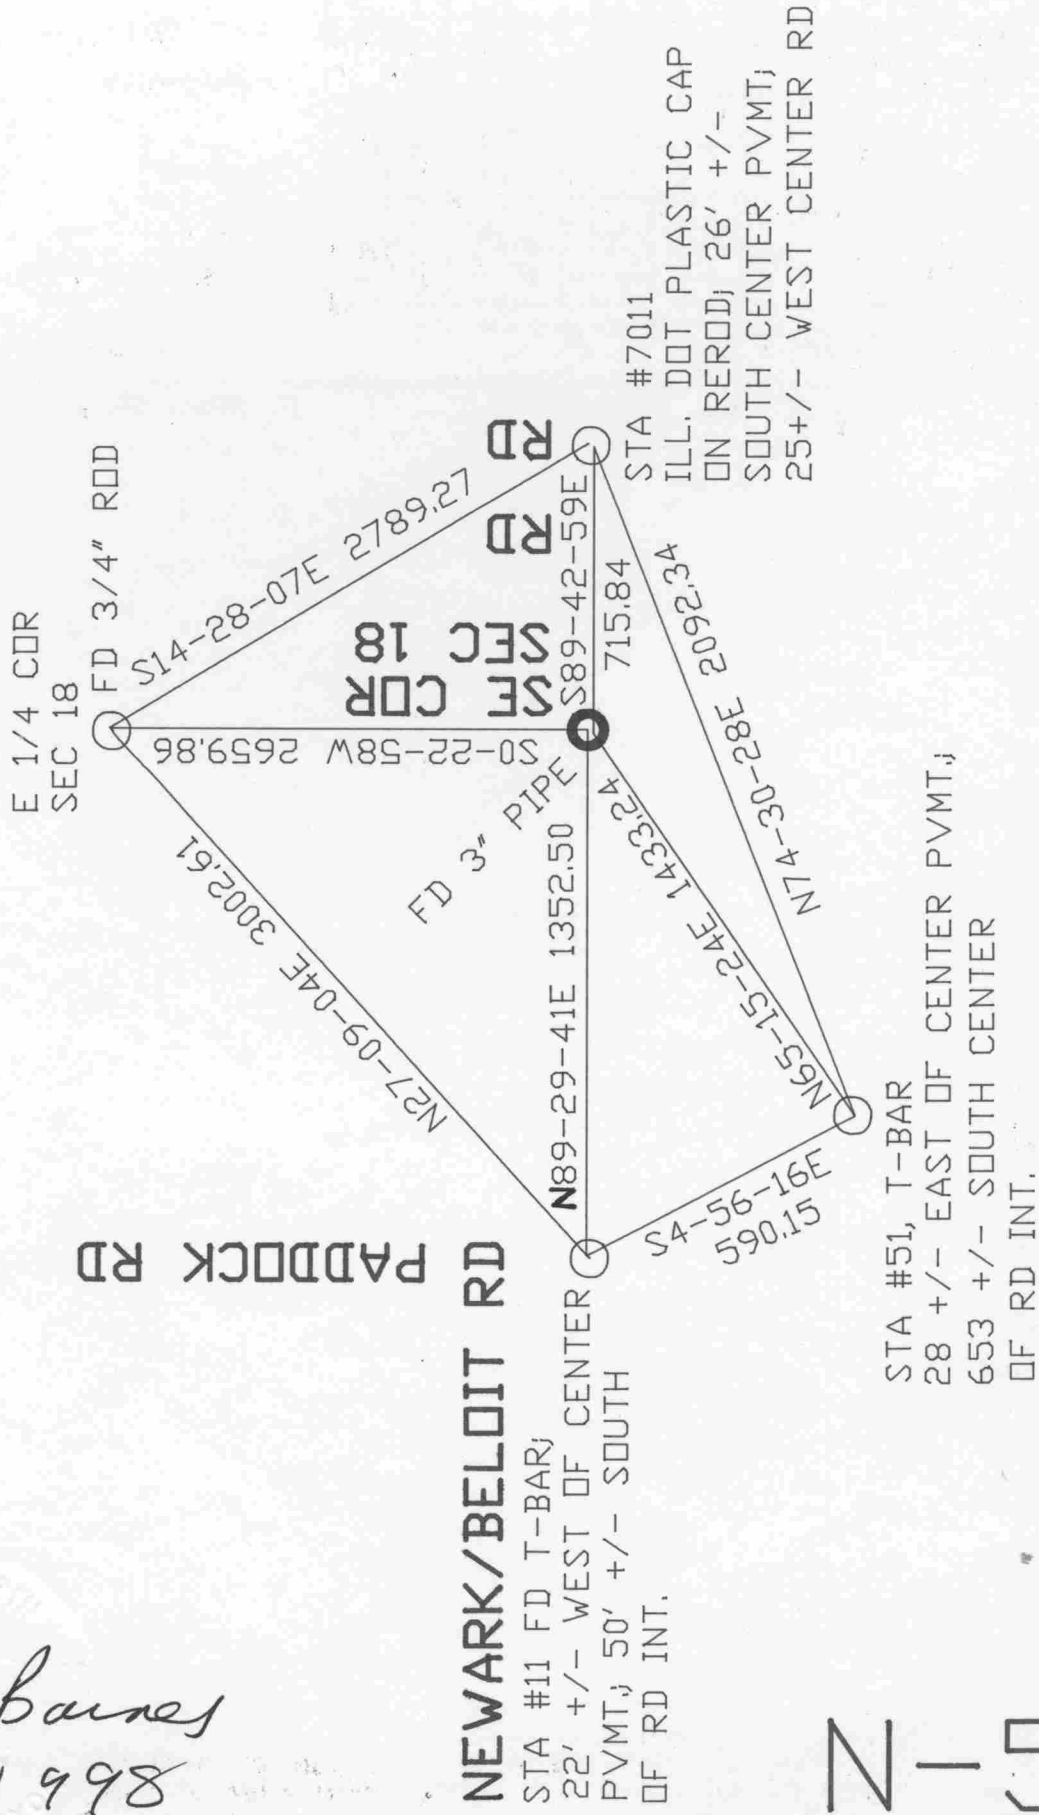 E 1/4 COR
SEC 18
FD 3/4" ROD
S14-28-07E 2789.27
S0-22-58W 2659.86
N27-09-04E 3002.61
SE COR
SEC 18
RD
RD
FD 3" PIPE
S89-42-59E
715.84
N89-29-41E 1352.50
N65-15-24E 1433.24
N74-30-28E 2092.34
S4-56-16E
590.15
PADDOCK RD
NEWARK/BELOIT RD
STA #11 FD T-BAR;
22' +/- WEST OF CENTER
PVMT.; 50' +/- SOUTH
OF RD INT.
STA #7011
ILL. DOT PLASTIC CAP
ON REROD; 26' +/-
SOUTH CENTER PVMT;
25+/- WEST CENTER RD
STA #51, T-BAR
28 +/- EAST OF CENTER PVMT.;
653 +/- SOUTH CENTER
OF RD INT.
Barnes
1998
N-